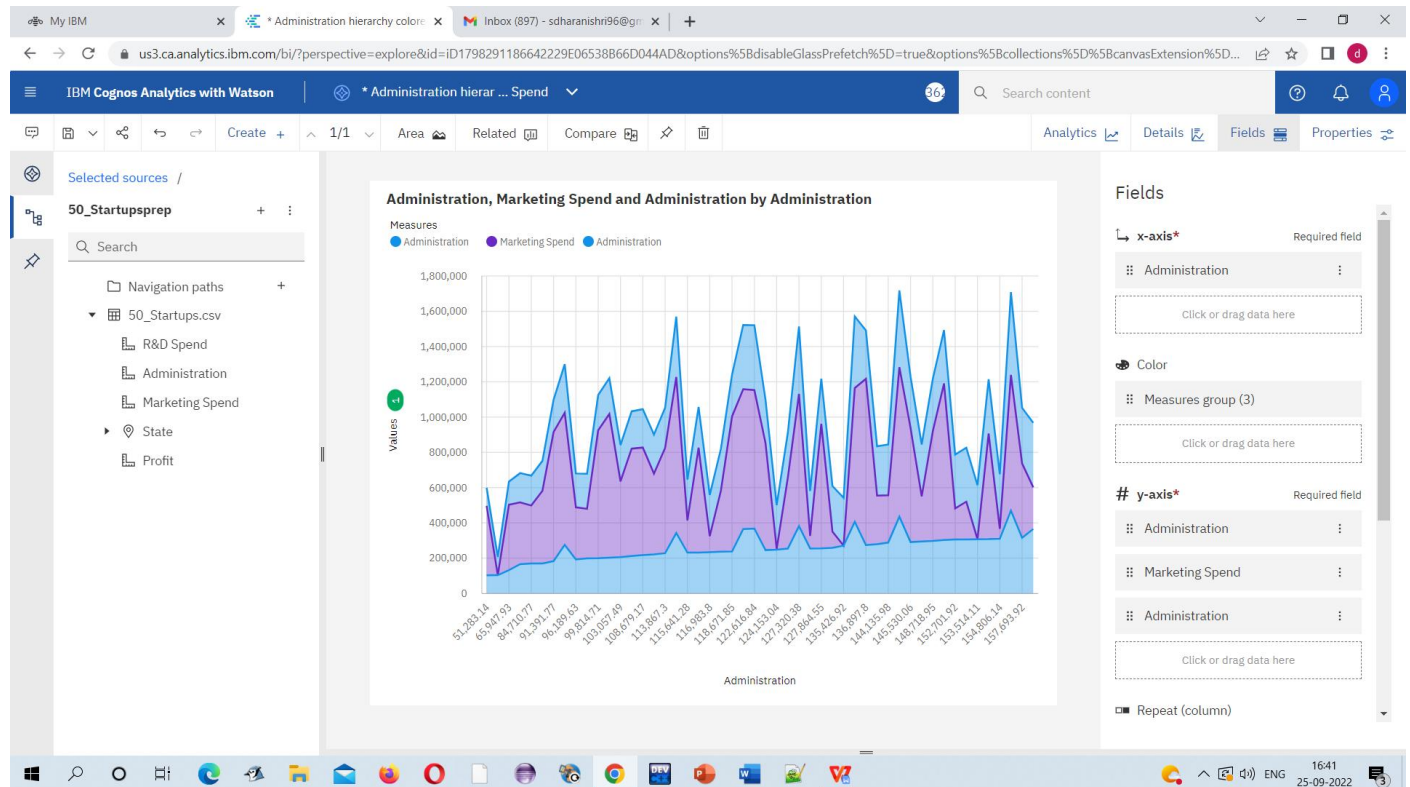 My IBM
* Administration hierarchy colore
Inbox (897) - sdharanishri96@gm
us3.ca.analytics.ibm.com/bi/?perspective=explore&id=iD1798291186642229E06538B66D044AD&options%5BdisableGlassPrefetch%5D=true&options%5Bcollections%5D%5BcanvasExtension%5D...
d
IBM Cognos Analytics with Watson
* Administration hierar ... Spend
362
Search content
Create +
1/1
Area
Related
Compare
Analytics
Details
Fields
Properties
Selected sources /
50_Startupsprep
Search
Navigation paths
50_Startups.csv
R&D Spend
Administration
Marketing Spend
State
Profit
Administration, Marketing Spend and Administration by Administration
Measures
Administration
Marketing Spend
Administration
1,800,000
1,600,000
1,400,000
1,200,000
1,000,000
800,000
600,000
400,000
200,000
0
Values
51,283.14
65,947.93
84,710.77
91,391.77
96,189.63
99,814.71
103,057.49
108,679.17
113,867.3
115,641.28
116,983.8
118,671.85
122,616.84
124,153.04
127,320.38
127,864.55
135,426.92
136,897.8
144,135.98
145,530.06
148,718.95
152,701.92
153,514.11
154,806.14
157,693.92
Administration
Fields
x-axis*
Required field
Administration
Click or drag data here
Color
Measures group (3)
Click or drag data here
# y-axis*
Required field
Administration
Marketing Spend
Administration
Click or drag data here
Repeat (column)
DEV
ENG
16:41
25-09-2022
3